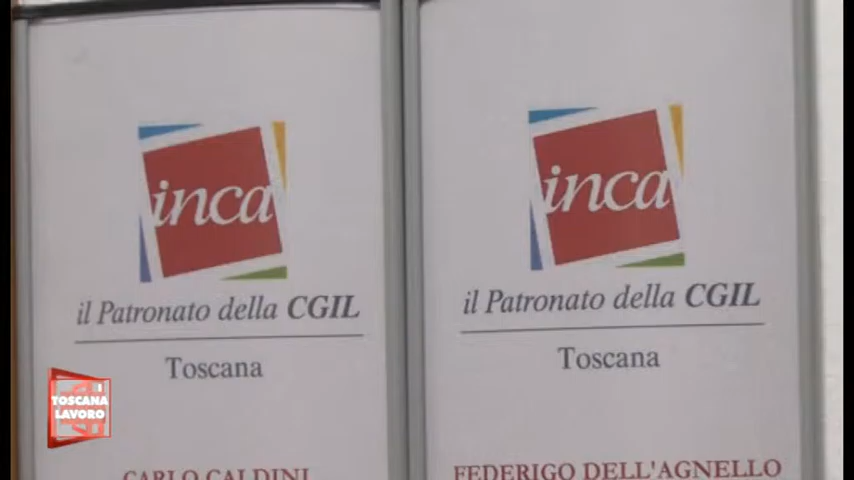 inca
il Patronato della CGIL
Toscana
CARLO CALDINI
inca
il Patronato della CGIL
Toscana
FEDERIGO DELL'AGNELLO
TOSCANA
LAVORO